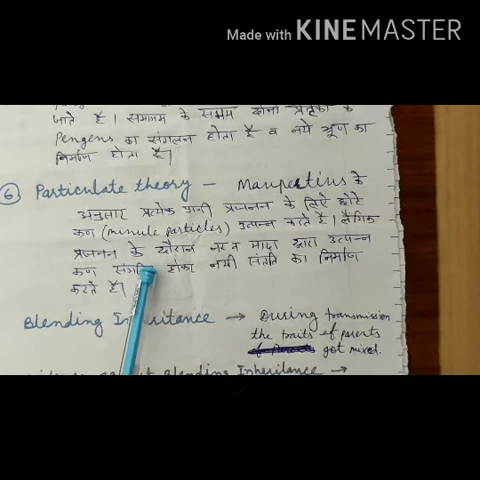 Made with KINEMASTER
जाते है। समागम के समय दोनो के
Pengens का संगलन होता है व नये भ्रूण का
निर्माण होता है।
⑥ Particulate theory - Maupertius के
अनुसार प्रत्येक प्राणी प्रजनन के लिए छोटे
कण (minute particles) उत्पन्न करते है। लैंगिक
प्रजनन के दौरान नर व मादा द्वारा उत्पन्न
कण होकर नयी संतति का निर्माण
करते है।
Blending Inheritance → During transmission
the traits of parents
got mixed.
Blending Inheritance →